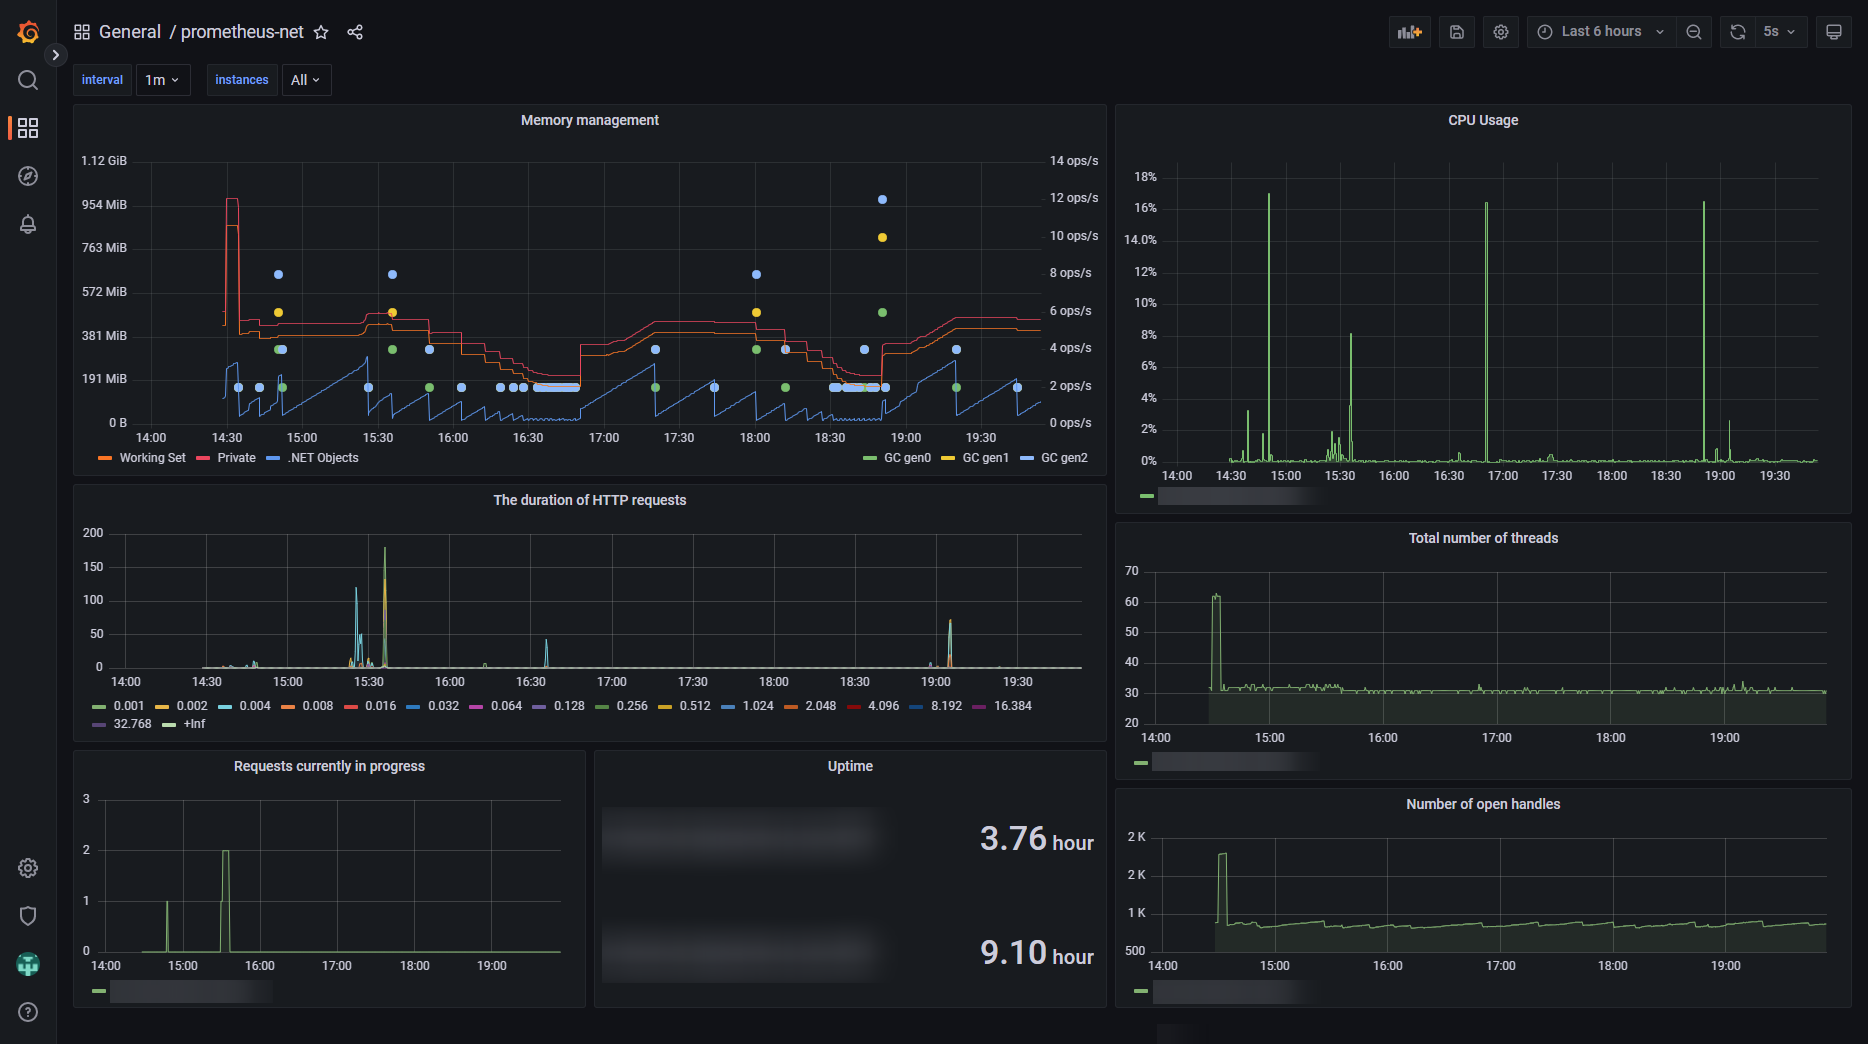 General / prometheus-net
Last 6 hours
5s
interval 1m instances All
Memory management
1.12 GiB
954 MiB
763 MiB
572 MiB
381 MiB
191 MiB
0 B
14 ops/s
12 ops/s
10 ops/s
8 ops/s
6 ops/s
4 ops/s
2 ops/s
0 ops/s
14:00 14:30 15:00 15:30 16:00 16:30 17:00 17:30 18:00 18:30 19:00 19:30
Working Set Private .NET Objects GC gen0 GC gen1 GC gen2
CPU Usage
18%
16%
14.0%
12%
10%
8%
6%
4%
2%
0%
14:00 14:30 15:00 15:30 16:00 16:30 17:00 17:30 18:00 18:30 19:00 19:30
The duration of HTTP requests
200
150
100
50
0
14:00 14:30 15:00 15:30 16:00 16:30 17:00 17:30 18:00 18:30 19:00 19:30
0.001 0.002 0.004 0.008 0.016 0.032 0.064 0.128 0.256 0.512 1.024 2.048 4.096 8.192 16.384
32.768 +Inf
Total number of threads
70
60
50
40
30
20
14:00 15:00 16:00 17:00 18:00 19:00
Requests currently in progress
3
2
1
0
14:00 15:00 16:00 17:00 18:00 19:00
Uptime
3.76 hour
9.10 hour
Number of open handles
2 K
2 K
1 K
500
14:00 15:00 16:00 17:00 18:00 19:00